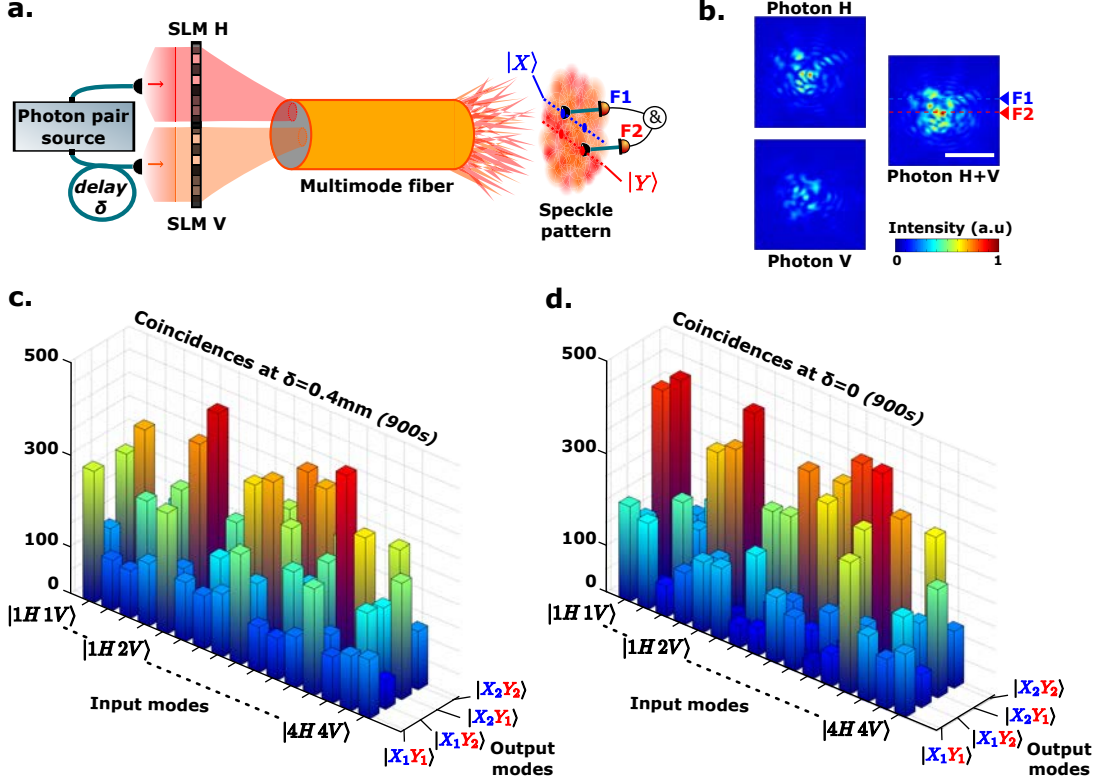 a.
SLM H
Photon pair
source
delay
δ
SLM V
Multimode fiber
|X⟩
F1
F2
&
|Y⟩
Speckle
pattern
b.
Photon H
F1
F2
Photon H+V
Photon V
Intensity (a.u)
0 1
c.
Coincidences at δ=0.4mm (900s)
500
300
100
0
|1H 1V⟩
|1H 2V⟩
|4H 4V⟩
Input modes
|X₂Y₂⟩
|X₂Y₁⟩
|X₁Y₂⟩
|X₁Y₁⟩
Output
modes
d.
Coincidences at δ=0 (900s)
500
300
100
0
|1H 1V⟩
|1H 2V⟩
|4H 4V⟩
Input modes
|X₂Y₂⟩
|X₂Y₁⟩
|X₁Y₂⟩
|X₁Y₁⟩
Output
modes